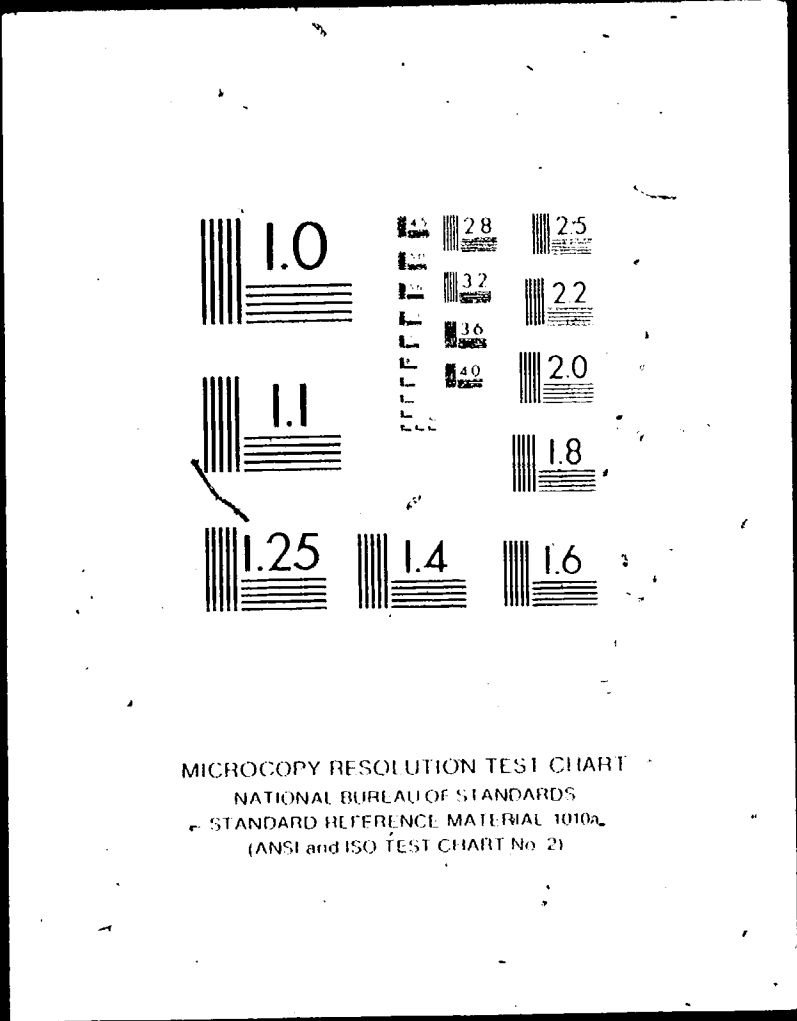 1.0
4.5 2.8 2.5
3.2 2.2
3.6
4.0 2.0
1.1
1.8
1.25 1.4 1.6
MICROCOPY RESOLUTION TEST CHART
NATIONAL BUREAU OF STANDARDS
STANDARD REFERENCE MATERIAL 1010a
(ANSI and ISO TEST CHART No. 2)